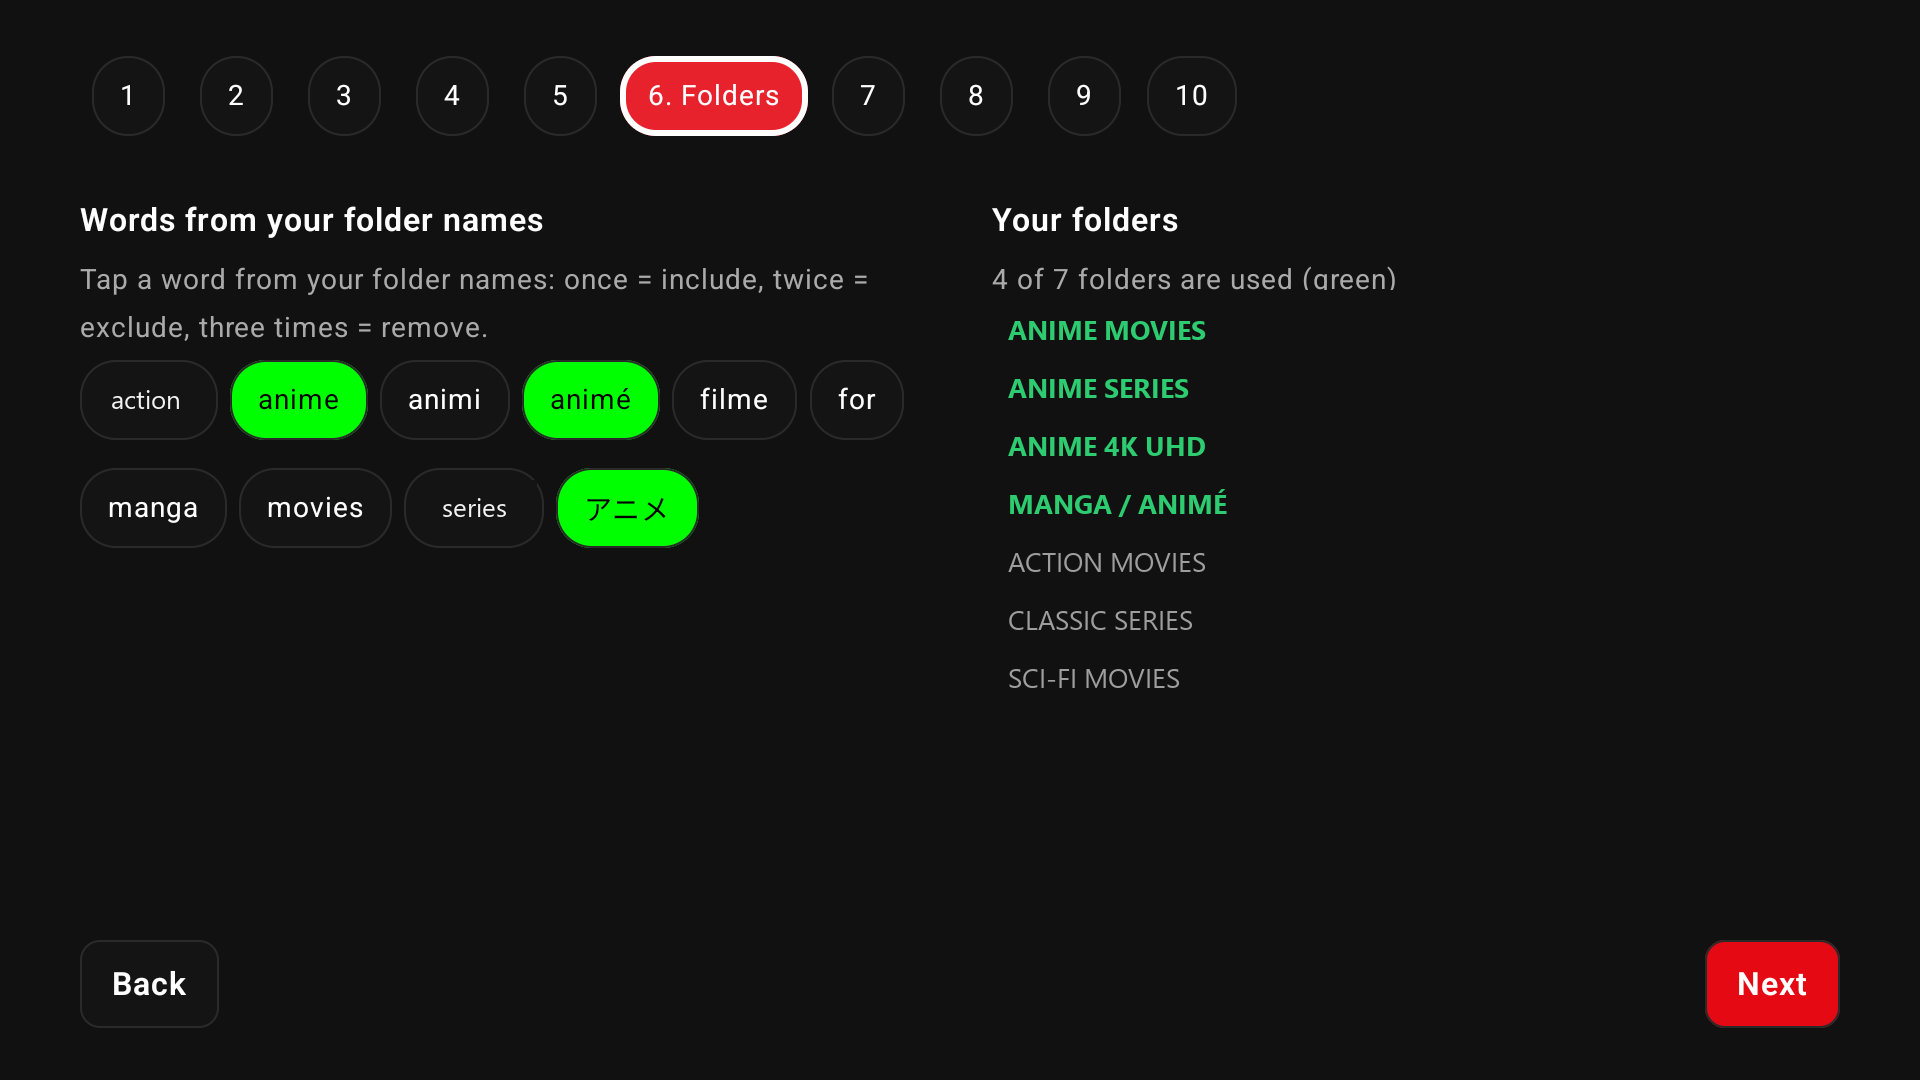 1 2 3 4 5 6. Folders 7 8 9 10
Words from your folder names
Tap a word from your folder names: once = include, twice =
exclude, three times = remove.
action anime animi animé filme for
manga movies series アニメ
Your folders
4 of 7 folders are used (green)
ANIME MOVIES
ANIME SERIES
ANIME 4K UHD
MANGA / ANIMÉ
ACTION MOVIES
CLASSIC SERIES
SCI-FI MOVIES
Back
Next